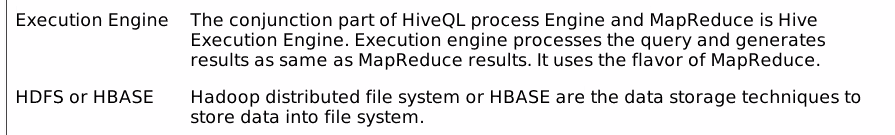 Execution Engine The conjunction part of HiveQL process Engine and MapReduce is Hive
Execution Engine. Execution engine processes the query and generates
results as same as MapReduce results. It uses the flavor of MapReduce.
HDFS or HBASE Hadoop distributed file system or HBASE are the data storage techniques to
store data into file system.